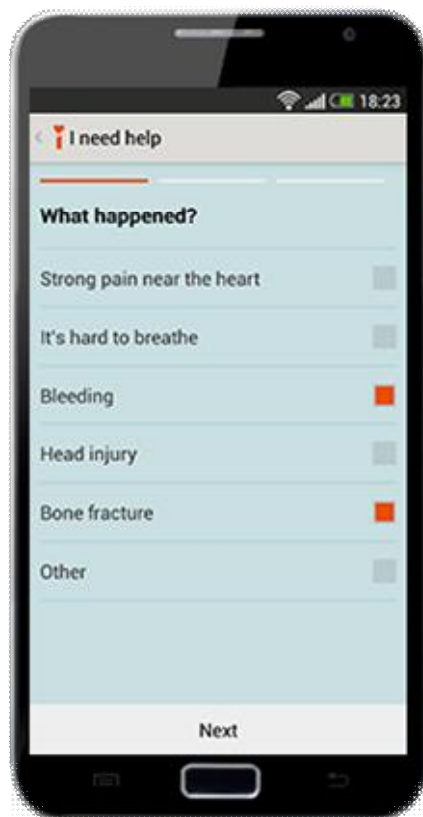 18:23
I need help
What happened?
Strong pain near the heart
It's hard to breathe
Bleeding
Head injury
Bone fracture
Other
Next